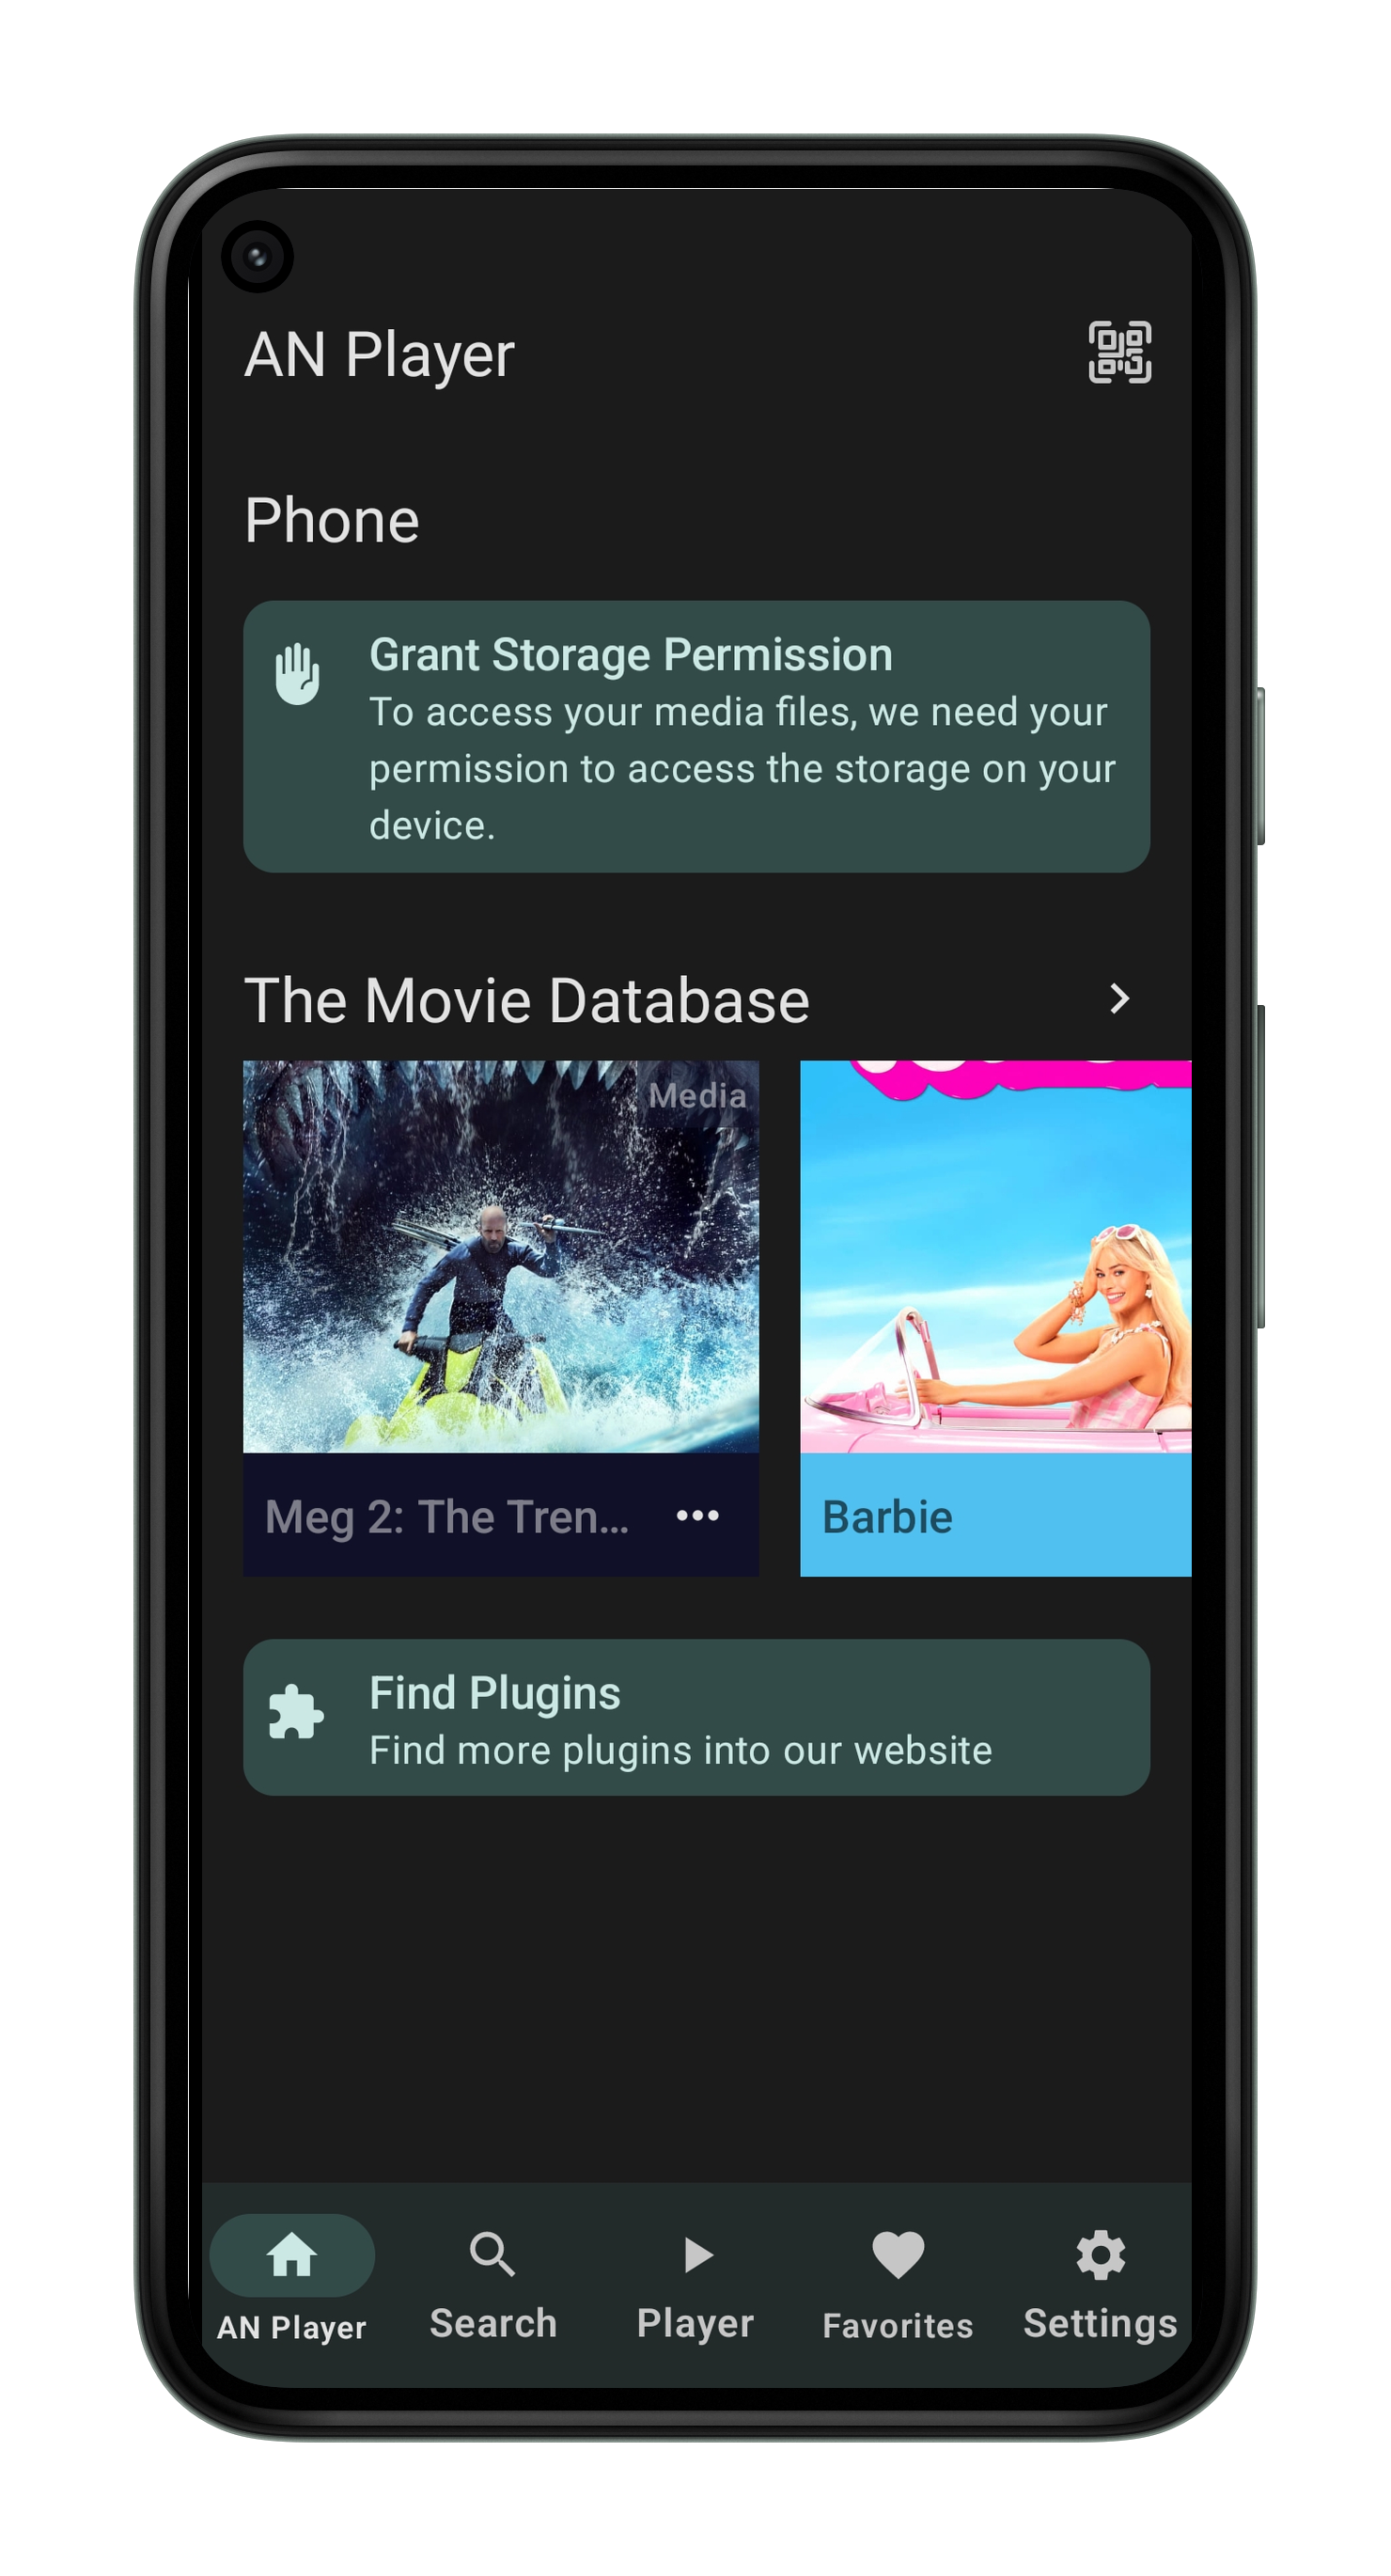 AN Player
Phone
Grant Storage Permission
To access your media files, we need your
permission to access the storage on your
device.
The Movie Database
Media
Meg 2: The Tren...
Barbie
Find Plugins
Find more plugins into our website
AN Player
Search
Player
Favorites
Settings